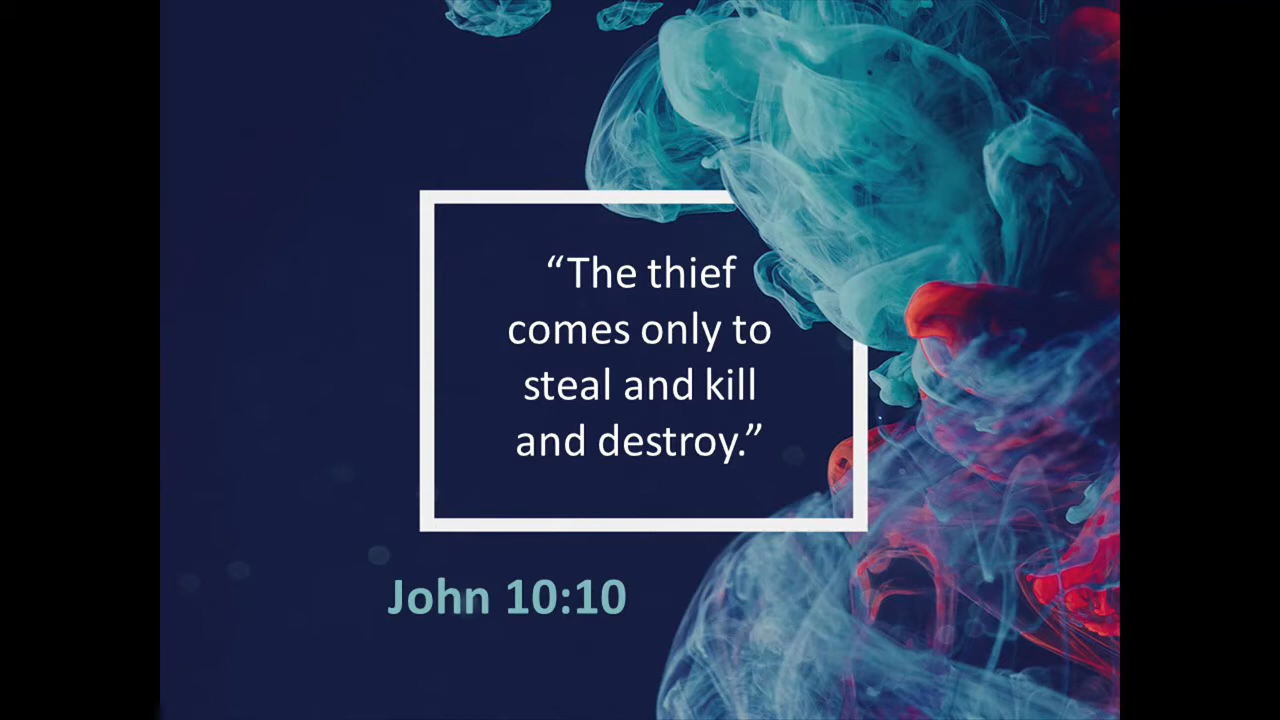 “The thief
comes only to
steal and kill
and destroy.”
John 10:10